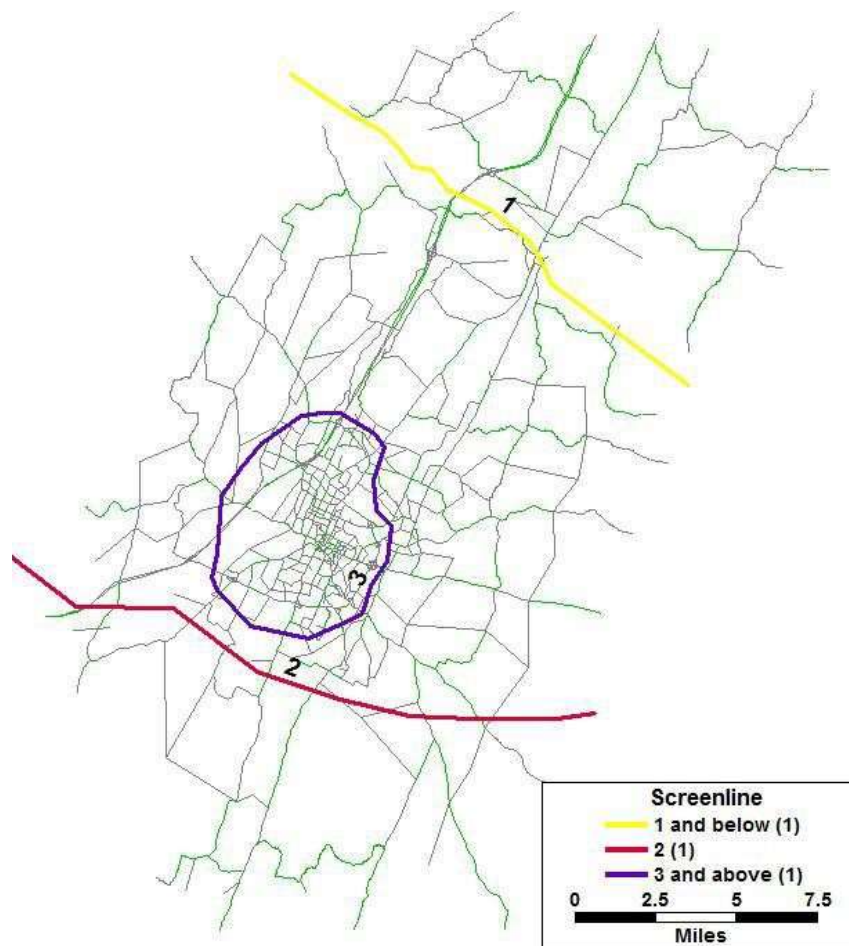 1
3
2
Screenline
1 and below (1)
2 (1)
3 and above (1)
0 2.5 5 7.5
Miles